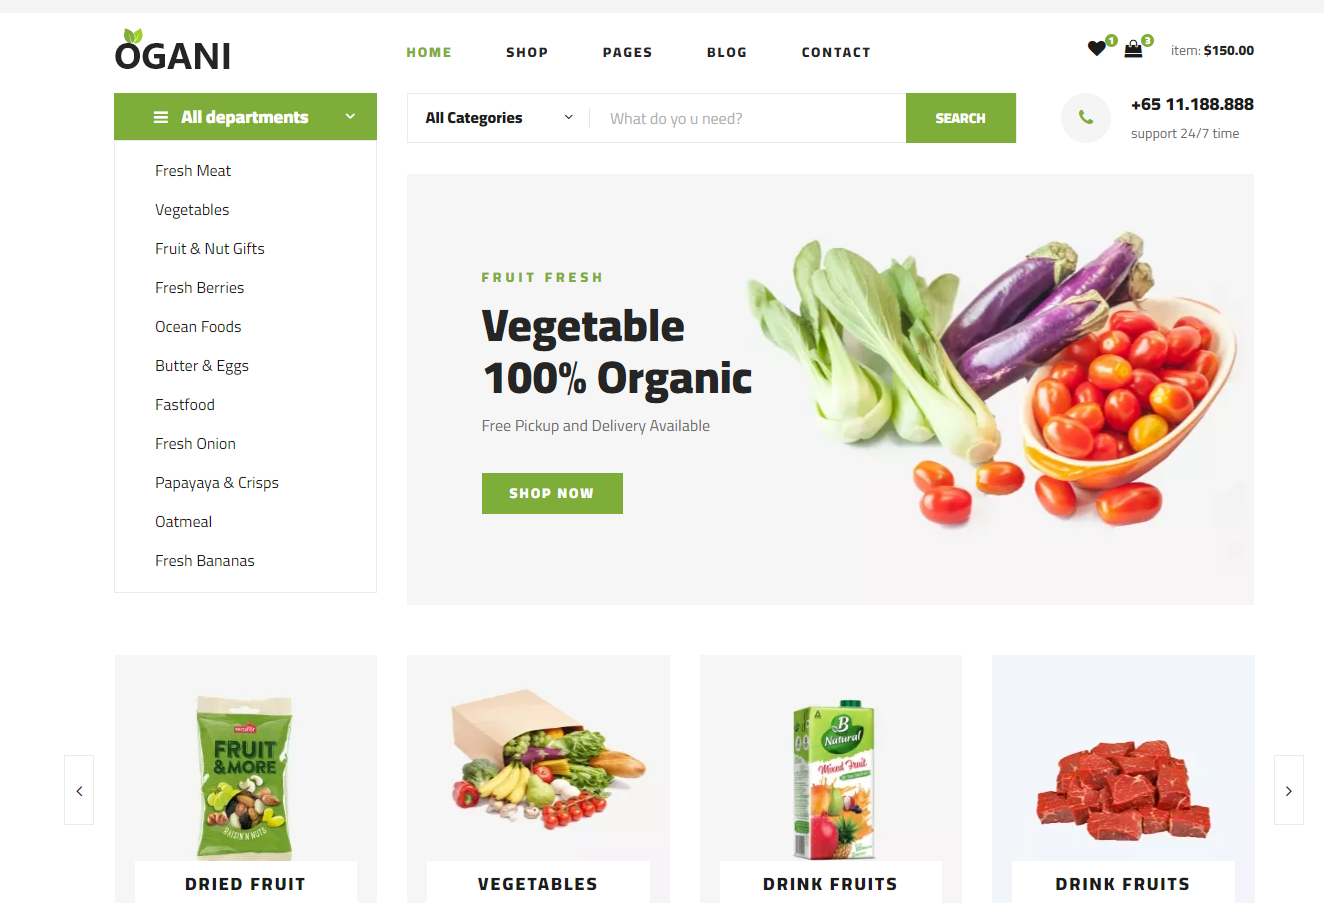 OGANI
HOME SHOP PAGES BLOG CONTACT
1
3
item: $150.00
All departments
All Categories
What do yo u need?
SEARCH
+65 11.188.888
support 24/7 time
Fresh Meat
Vegetables
Fruit & Nut Gifts
Fresh Berries
Ocean Foods
Butter & Eggs
Fastfood
Fresh Onion
Papayaya & Crisps
Oatmeal
Fresh Bananas
FRUIT FRESH
Vegetable
100% Organic
Free Pickup and Delivery Available
SHOP NOW
FRUIT
& MORE
RAISIN'N NUTS
B
Natural
Mixed Fruit
DRIED FRUIT
VEGETABLES
DRINK FRUITS
DRINK FRUITS